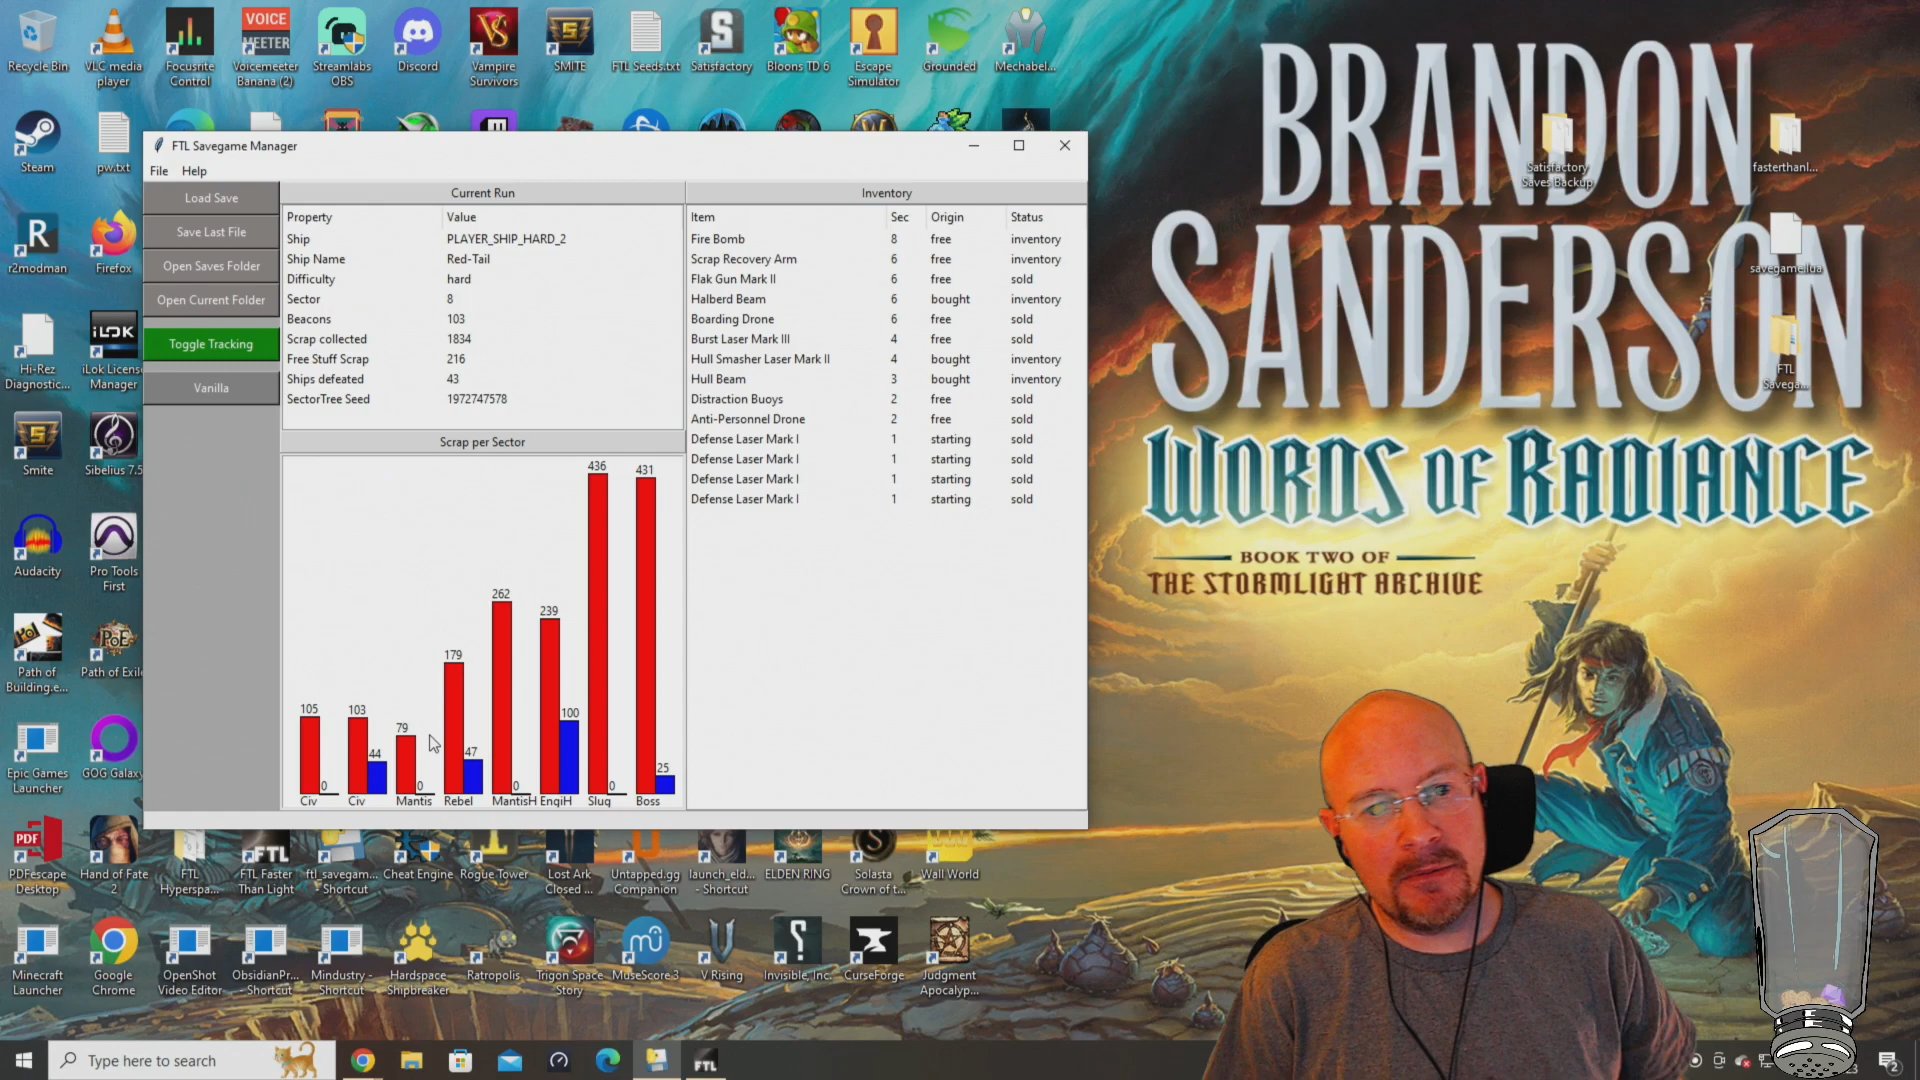 Recycle Bin
VLC media
player
Focusrite
Control
VOICE
MEETER
Voicemeeter
Banana (2)
Streamlabs
OBS
Discord
Vampire
Survivors
SMITE
FTL Seeds.txt
Satisfactory
Bloons TD 6
Escape
Simulator
Grounded
Mechabel...
BRANDON
SANDERSON
WORDS OF RADIANCE
BOOK TWO OF
THE STORMLIGHT ARCHIVE
Satisfactory
Saves Backup
fasterthanl...
savegame.lua
FTL
Savega...
Steam
pw.txt
r2modman
Firefox
Hi-Rez
Diagnostic...
iLOK
iLok License
Manager
Smite
Sibelius 7.5
Audacity
Pro Tools
First
Path of
Building.e...
Path of Exile
Epic Games
Launcher
GOG Galaxy
FTL Savegame Manager
File Help
Load Save
Save Last File
Open Saves Folder
Open Current Folder
Toggle Tracking
Vanilla
Current Run
Property Value
Ship PLAYER_SHIP_HARD_2
Ship Name Red-Tail
Difficulty hard
Sector 8
Beacons 103
Scrap collected 1834
Free Stuff Scrap 216
Ships defeated 43
SectorTree Seed 1972747578
Scrap per Sector
436 431
262 239
179
105 103 79
100
44 47 25
0 0 0 0
Civ Civ Mantis Rebel MantisH EngiH Slug Boss
Inventory
Item Sec Origin Status
Fire Bomb 8 free inventory
Scrap Recovery Arm 6 free inventory
Flak Gun Mark II 6 free sold
Halberd Beam 6 bought inventory
Boarding Drone 6 free sold
Burst Laser Mark III 4 free sold
Hull Smasher Laser Mark II 4 bought inventory
Hull Beam 3 bought inventory
Distraction Buoys 2 free sold
Anti-Personnel Drone 2 free sold
Defense Laser Mark I 1 starting sold
Defense Laser Mark I 1 starting sold
Defense Laser Mark I 1 starting sold
Defense Laser Mark I 1 starting sold
PDF
PDFescape
Desktop
Hand of Fate
2
FTL
Hyperspa...
FTL
FTL Faster
Than Light
ftl_savegam...
- Shortcut
Cheat Engine
Rogue Tower
Lost Ark
Closed ...
Untapped.gg
Companion
launch_eld...
- Shortcut
ELDEN RING
Solasta
Crown of t...
Wall World
Minecraft
Launcher
Google
Chrome
OpenShot
Video Editor
ObsidianPr...
- Shortcut
Mindustry -
Shortcut
Hardspace
Shipbreaker
Ratropolis
Trigon Space
Story
MuseScore 3
V Rising
Invisible, Inc.
CurseForge
Judgment
Apocalyp...
Type here to search
FTL
2